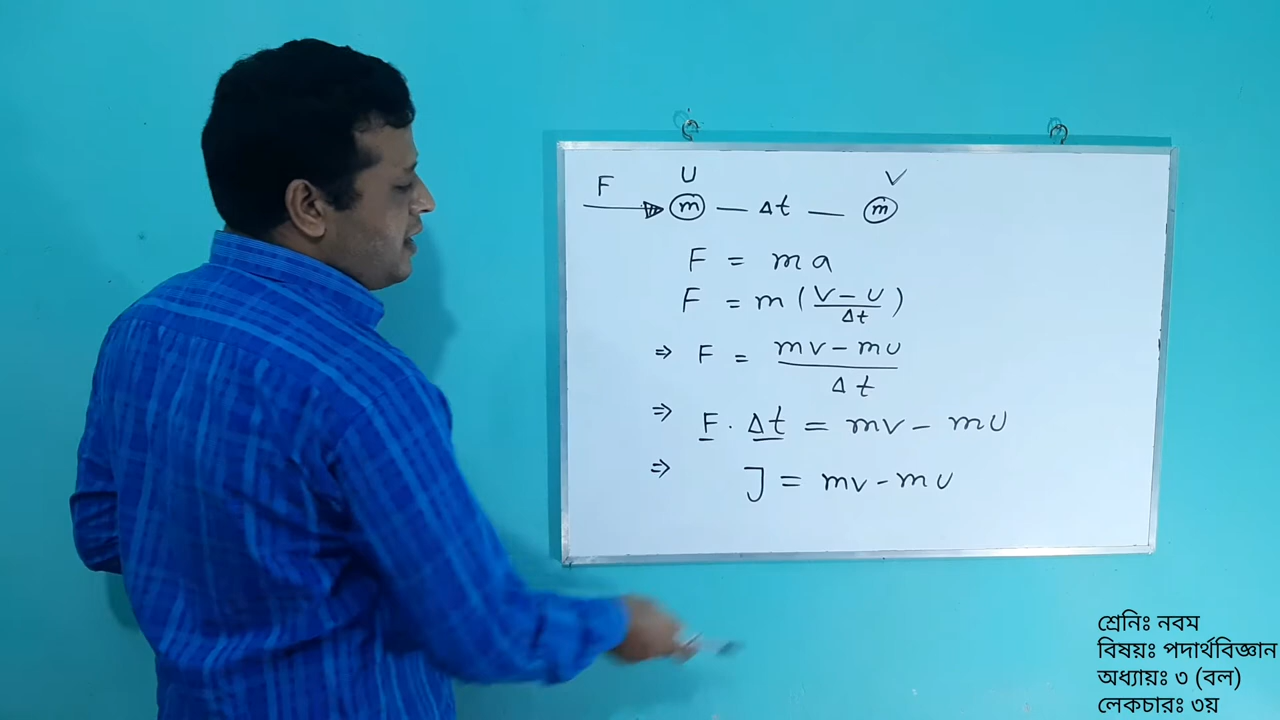 F U V
m — Δt — m
F = ma
F = m (V - U / Δt)
⇒ F = mv - mu / Δt
⇒ F · Δt = mv - mu
⇒ J = mv - mu
শ্রেনিঃ নবম
বিষয়ঃ পদার্থবিজ্ঞান
অধ্যায়ঃ ৩ (বল)
লেকচারঃ ৩য়